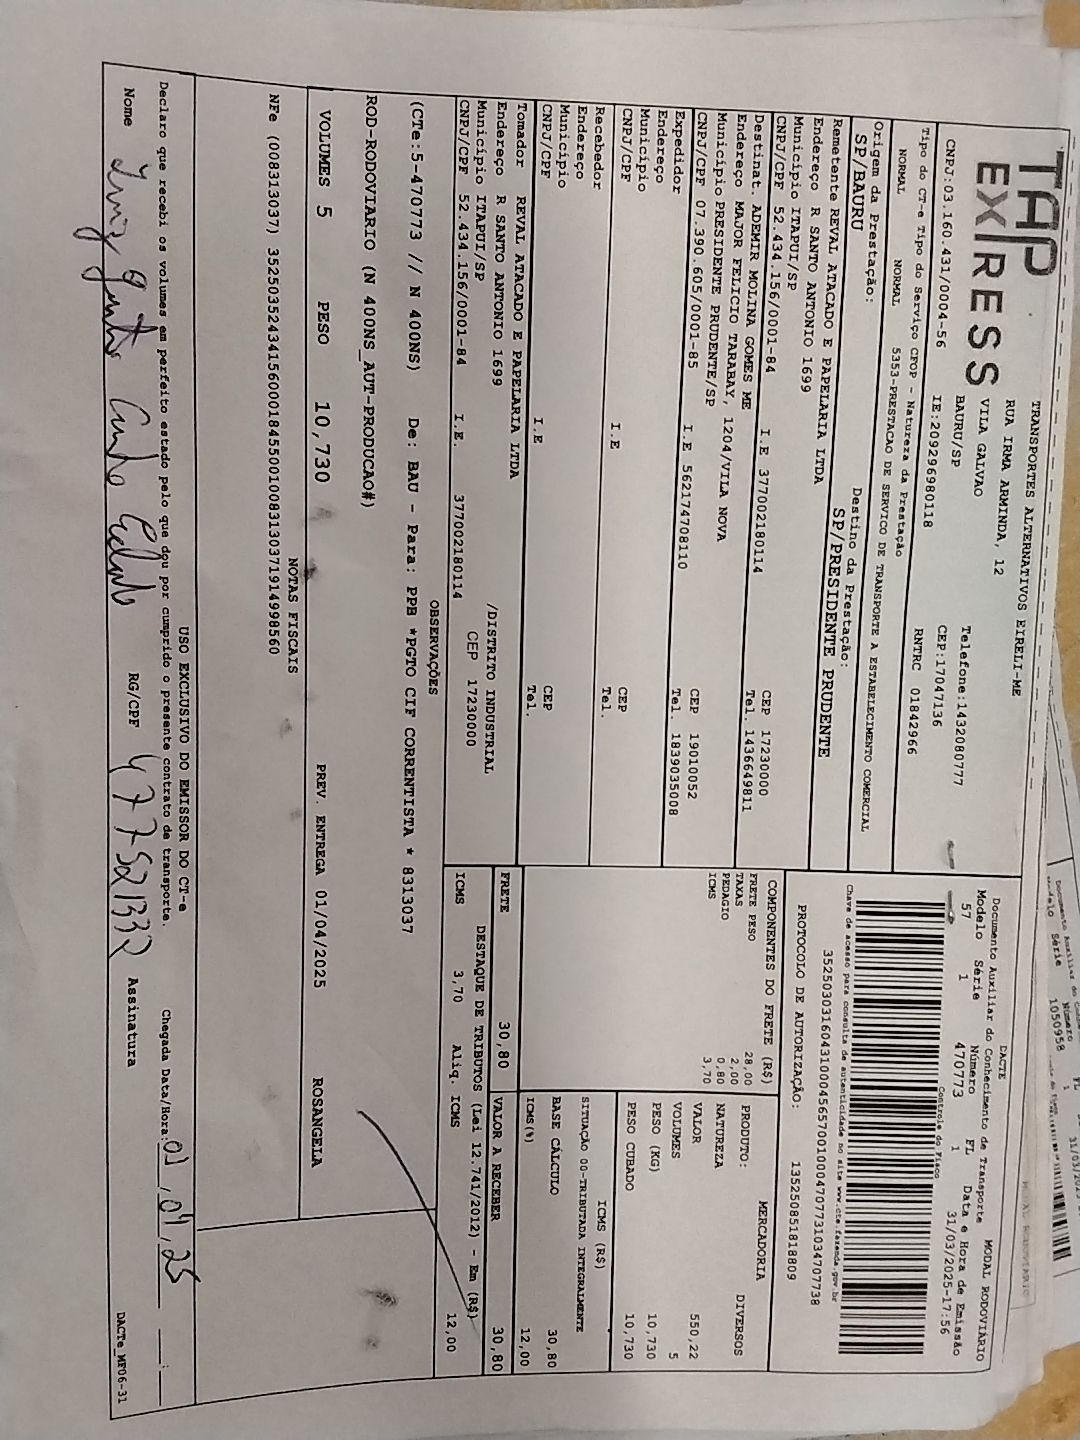 TAP
EXPRESS
TRANSPORTES ALTERNATIVOS EIRELI-ME
RUA IRMA ARMINDA, 12
VILA GALVAO
BAURU/SP
Telefone:1432080777
CNPJ:03.160.431/0004-56 IE:209296980118 CEP:17047136
Tipo do CT-e Tipo do Serviço CFOP - Natureza da Prestação RNTRC 01842966
NORMAL NORMAL 5353-PRESTACAO DE SERVICO DE TRANSPORTE A ESTABELECIMENTO COMERCIAL
Origem da Prestação: Destino da Prestação:
SP/BAURU SP/PRESIDENTE PRUDENTE
DACTE
Documento Auxiliar do Conhecimento de Transporte MODAL RODOVIÁRIO
Modelo Série Número FL Data e Hora de Emissão
57 1 470773 1 31/03/2025-17:56
Controle do Fisco
Chave de acesso para consulta de autenticidade no site www.cte.fazenda.gov.br
35250303160431000456570010004707731034707738
PROTOCOLO DE AUTORIZAÇÃO: 135250851818809
Remetente REVAL ATACADO E PAPELARIA LTDA
Endereço R SANTO ANTONIO 1699
Município ITAPUI/SP CEP 17230000
CNPJ/CPF 52.434.156/0001-84 I.E 377002180114 Tel. 1436649811
Destinat. ADEMIR MOLINA GOMES ME
Endereço MAJOR FELICIO TARABAY, 1204/VILA NOVA
Município PRESIDENTE PRUDENTE/SP CEP 19010052
CNPJ/CPF 07.390.605/0001-85 I.E 562174708110 Tel. 1839035008
Expedidor
Endereço
Município CEP
CNPJ/CPF I.E Tel.
Recebedor
Endereço
Município CEP
CNPJ/CPF I.E Tel.
Tomador REVAL ATACADO E PAPELARIA LTDA
Endereço R SANTO ANTONIO 1699 /DISTRITO INDUSTRIAL
Município ITAPUI/SP CEP 17230000
CNPJ/CPF 52.434.156/0001-84 I.E. 377002180114
COMPONENTES DO FRETE (R$)
FRETE PESO 28,00
TAXAS 2,00
PEDAGIO 0,80
ICMS 3,70
MERCADORIA
PRODUTO: DIVERSOS
NATUREZA
VALOR 550,22
VOLUMES 5
PESO (KG) 10,730
PESO CUBADO 10,730
ICMS (R$)
SITUAÇÃO 00-TRIBUTADA INTEGRALMENTE
BASE CÁLCULO 30,80
ICMS(%) 12,00
FRETE 30,80 VALOR A RECEBER 30,80
DESTAQUE DE TRIBUTOS (Lei 12.741/2012) - Em (R$)
ICMS 3,70 Aliq. ICMS 12,00
OBSERVAÇÕES
(CTe:5-470773 // N 400NS) De: BAU - Para: PPB *PGTO CIF CORRENTISTA * 8313037
ROD-RODOVIARIO (N 400NS_AUT-PRODUCAO#)
VOLUMES 5 PESO 10,730 PREV. ENTREGA 01/04/2025 ROSANGELA
NOTAS FISCAIS
NFe (008313037) 35250352434156000184550010083130371914998560
USO EXCLUSIVO DO EMISSOR DO CT-e
Declaro que recebi os volumes em perfeito estado pelo que dou por cumprido o presente contrato de transporte. Chegada Data/Hora: 01/04/25 :
Nome RG/CPF Assinatura
DACTe_MF06-31
Número
1050958